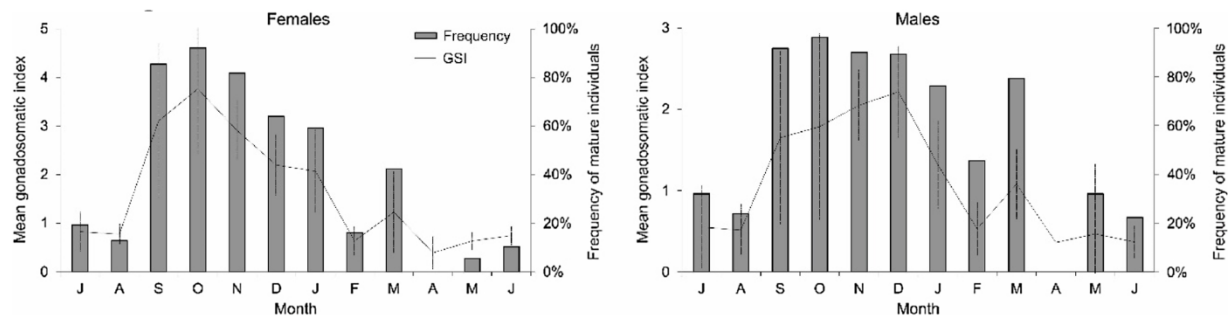 Females
Mean gonadosomatic index
5
4
3
2
1
0
Frequency
GSI
100%
80%
60%
40%
20%
0%
Frequency of mature individuals
J A S O N D J F M A M J
Month
Males
Mean gonadosomatic index
3
2
1
0
100%
80%
60%
40%
20%
0%
Frequency of mature individuals
J A S O N D J F M A M J
Month